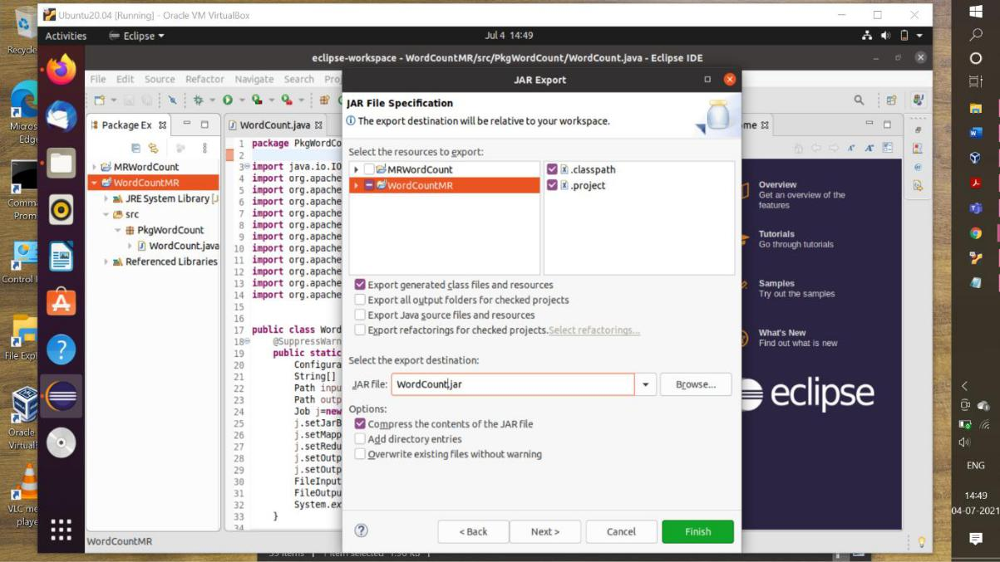 Ubuntu20.04 [Running] - Oracle VM VirtualBox
Activities
Eclipse
Jul 4 14:49
eclipse-workspace - WordCountMR/src/PkgWordCount/WordCount.java - Eclipse IDE
File Edit Source Refactor Navigate Search Proj
JAR Export
JAR File Specification
The export destination will be relative to your workspace.
Select the resources to export:
MRWordCount
WordCountMR
.classpath
.project
Export generated class files and resources
Export all output folders for checked projects
Export Java source files and resources
Export refactorings for checked projects. Select refactorings...
Select the export destination:
JAR file: WordCount.jar
Browse...
Options:
Compress the contents of the JAR file
Add directory entries
Overwrite existing files without warning
< Back
Next >
Cancel
Finish
Package Ex
MRWordCount
WordCountMR
JRE System Library [J
src
PkgWordCount
WordCount.java
Referenced Libraries
WordCount.java
1 package PkgWordCo
2
3 import java.io.IO
4 import org.apache
5 import org.apache
6 import org.apache
7 import org.apache
8 import org.apache
9 import org.apache
10 import org.apache
11 import org.apache
12 import org.apache
13 import org.apache
14 import org.apache
15
16
17 public class Word
18 @SuppressWarn
19 public static
20 Configura
21 String[]
22 Path inpu
23 Path outp
24 Job j=new
25 j.setJarB
26 j.setMapp
27 j.setRedu
28 j.setOutp
29 j.setOutp
30 FileInput
31 FileOutpu
32 System.ex
33 }
34
ome
Overview
Get an overview of the
features
Tutorials
Go through tutorials
Samples
Try out the samples
What's New
Find out what is new
eclipse
WordCountMR
Recycle
Micros
Edge
Comma
Prom
Control
File Expl
Oracle
Virtual
VLC me
playe
ENG
14:49
04-07-2021